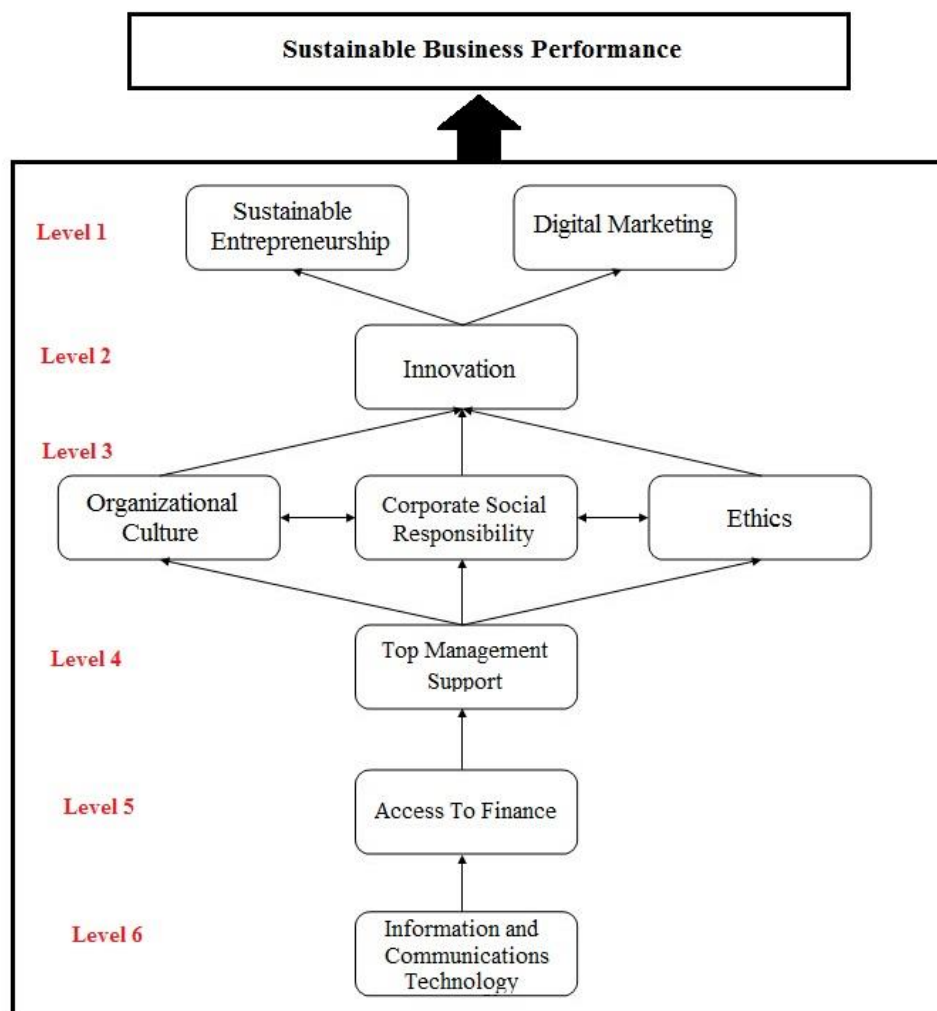 Sustainable Business Performance
Level 1
Sustainable
Entrepreneurship
Digital Marketing
Level 2
Innovation
Level 3
Organizational
Culture
Corporate Social
Responsibility
Ethics
Level 4
Top Management
Support
Level 5
Access To Finance
Level 6
Information and
Communications
Technology